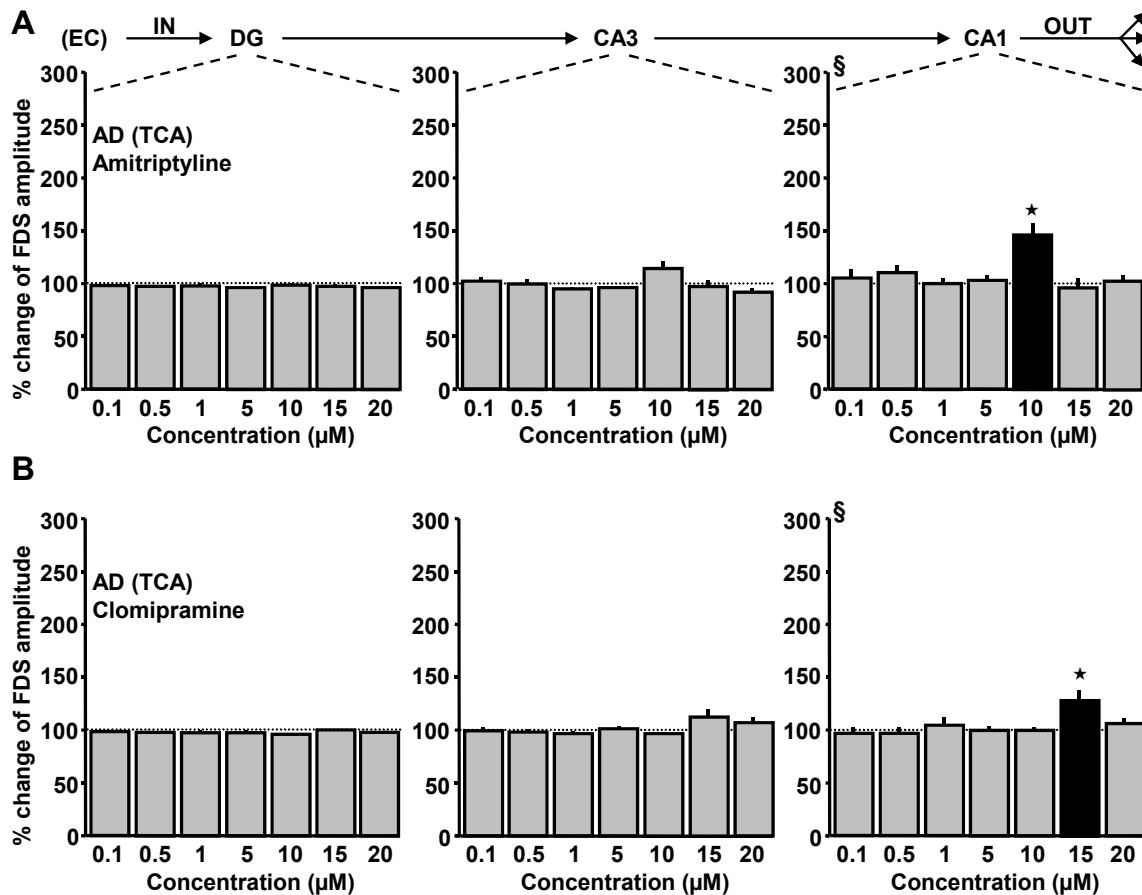 A
(EC) IN DG CA3 CA1 OUT
% change of FDS amplitude
300
250
200
150
100
50
0
AD (TCA)
Amitriptyline
0.1 0.5 1 5 10 15 20
Concentration (µM)
300
250
200
150
100
50
0
0.1 0.5 1 5 10 15 20
Concentration (µM)
§
300
250
200
150
100
50
0
★
0.1 0.5 1 5 10 15 20
Concentration (µM)
B
% change of FDS amplitude
300
250
200
150
100
50
0
AD (TCA)
Clomipramine
0.1 0.5 1 5 10 15 20
Concentration (µM)
300
250
200
150
100
50
0
0.1 0.5 1 5 10 15 20
Concentration (µM)
§
300
250
200
150
100
50
0
★
0.1 0.5 1 5 10 15 20
Concentration (µM)